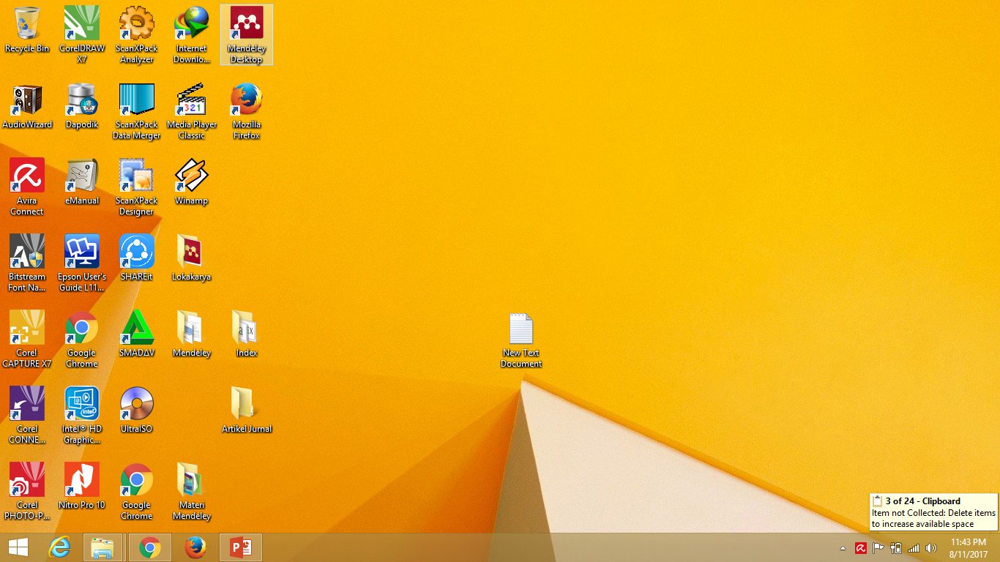 Recycle Bin
CorelDRAW
X7
ScanXPack
Analyzer
Internet
Downlo...
Mendeley
Desktop
AudioWizard
Dapodik
ScanXPack
Data Merger
321
Media Player
Classic
Mozilla
Firefox
Avira
Connect
eManual
ScanXPack
Designer
Winamp
Bitstream
Font Na...
Epson User's
Guide L11...
SHAREit
Lokakarya
Corel
CAPTURE X7
Google
Chrome
SMADΔV
Mendeley
Index
New Text
Document
Corel
CONNE...
intel
Intel® HD
Graphic...
UltraISO
Artikel Jurnal
Corel
PHOTO-P...
Nitro Pro 10
Google
Chrome
Materi
Mendeley
3 of 24 - Clipboard
Item not Collected: Delete items
to increase available space
11:43 PM
8/11/2017